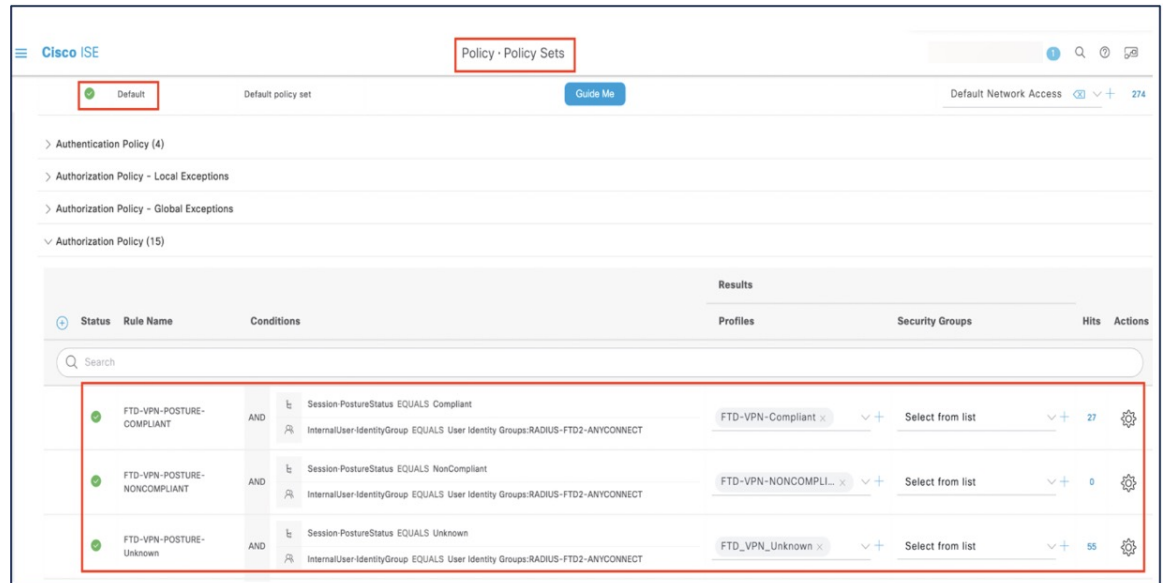 Cisco ISE
Policy · Policy Sets
1
Default
Default policy set
Guide Me
Default Network Access
274
Authentication Policy (4)
Authorization Policy - Local Exceptions
Authorization Policy - Global Exceptions
Authorization Policy (15)
Results
Status Rule Name Conditions Profiles Security Groups Hits Actions
Search
FTD-VPN-POSTURE-
COMPLIANT
AND
Session·PostureStatus EQUALS Compliant
InternalUser·IdentityGroup EQUALS User Identity Groups:RADIUS-FTD2-ANYCONNECT
FTD-VPN-Compliant ×
Select from list
27
FTD-VPN-POSTURE-
NONCOMPLIANT
AND
Session·PostureStatus EQUALS NonCompliant
InternalUser·IdentityGroup EQUALS User Identity Groups:RADIUS-FTD2-ANYCONNECT
FTD-VPN-NONCOMPLI... ×
Select from list
0
FTD-VPN-POSTURE-
Unknown
AND
Session·PostureStatus EQUALS Unknown
InternalUser·IdentityGroup EQUALS User Identity Groups:RADIUS-FTD2-ANYCONNECT
FTD_VPN_Unknown ×
Select from list
55